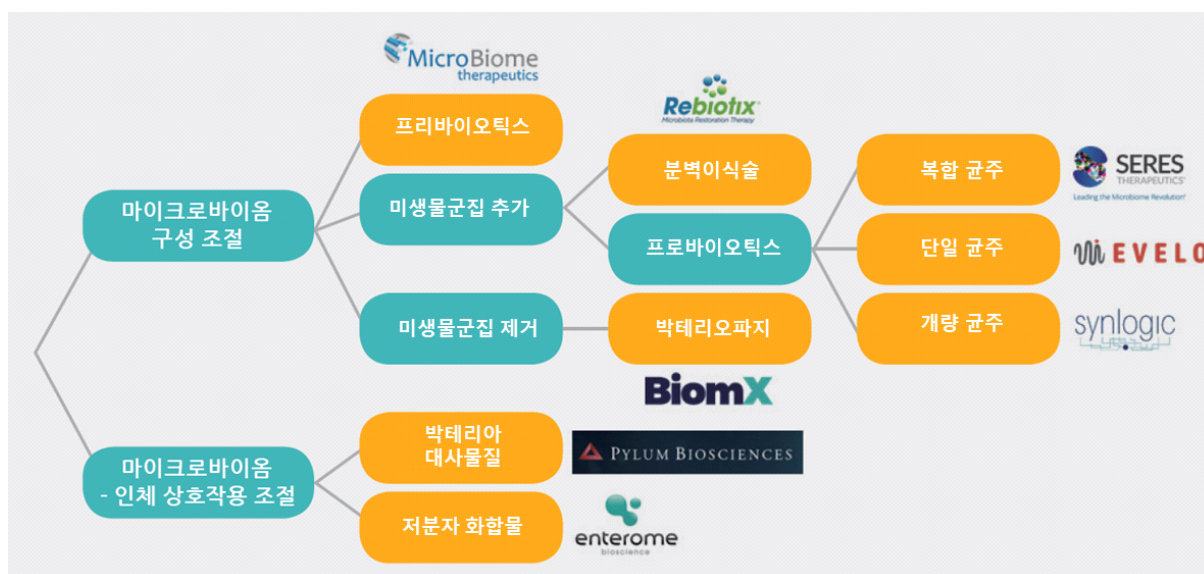 MicroBiome
therapeutics
Rebiotix
Microbiota Restoration Therapy
프리바이오틱스
분벽이식술
복합 균주
SERES
THERAPEUTICS
Leading the Microbiome Revolution
마이크로바이옴
구성 조절
미생물군집 추가
프로바이오틱스
단일 균주
EVELO
미생물군집 제거
박테리오파지
개량 균주
synlogic
BiomX
박테리아
대사물질
PYLUM BIOSCIENCES
마이크로바이옴
- 인체 상호작용 조절
저분자 화합물
enterome
bioscience